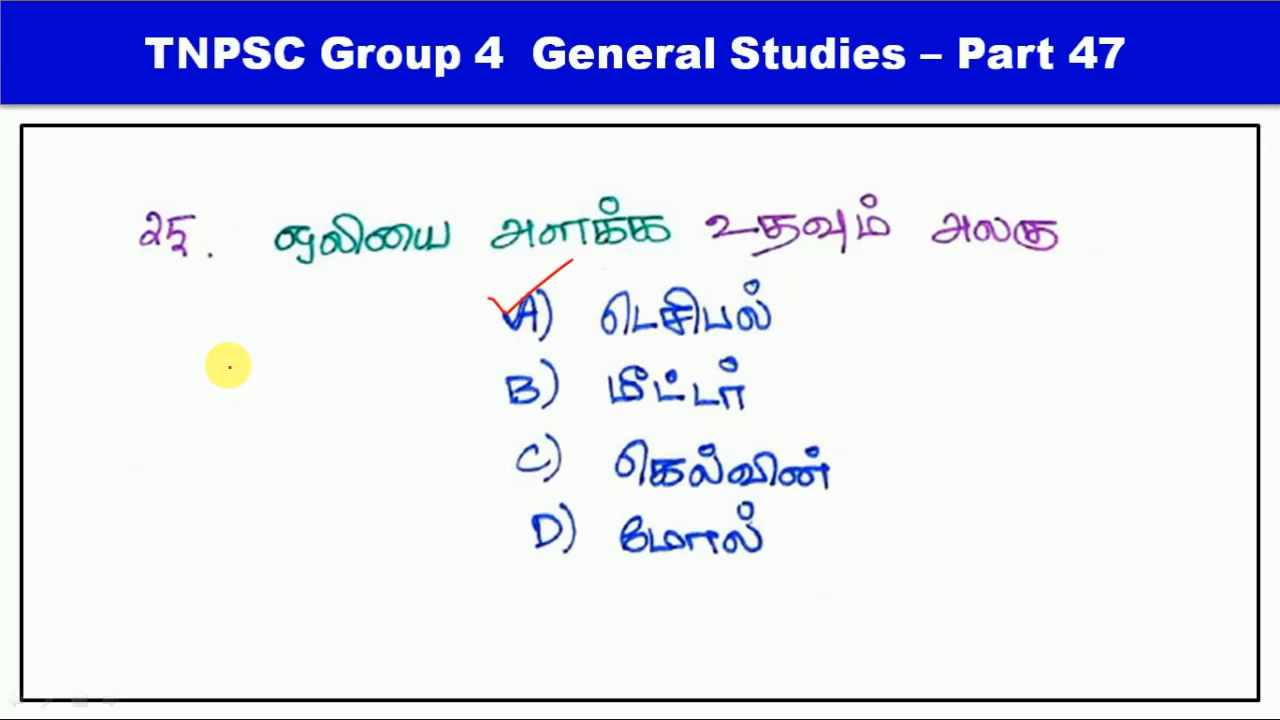 TNPSC Group 4 General Studies – Part 47
25. ஒலியை அளக்க உதவும் அலகு
A) டெசிபல்
B) மீட்டர்
C) கெல்வின்
D) மோல்